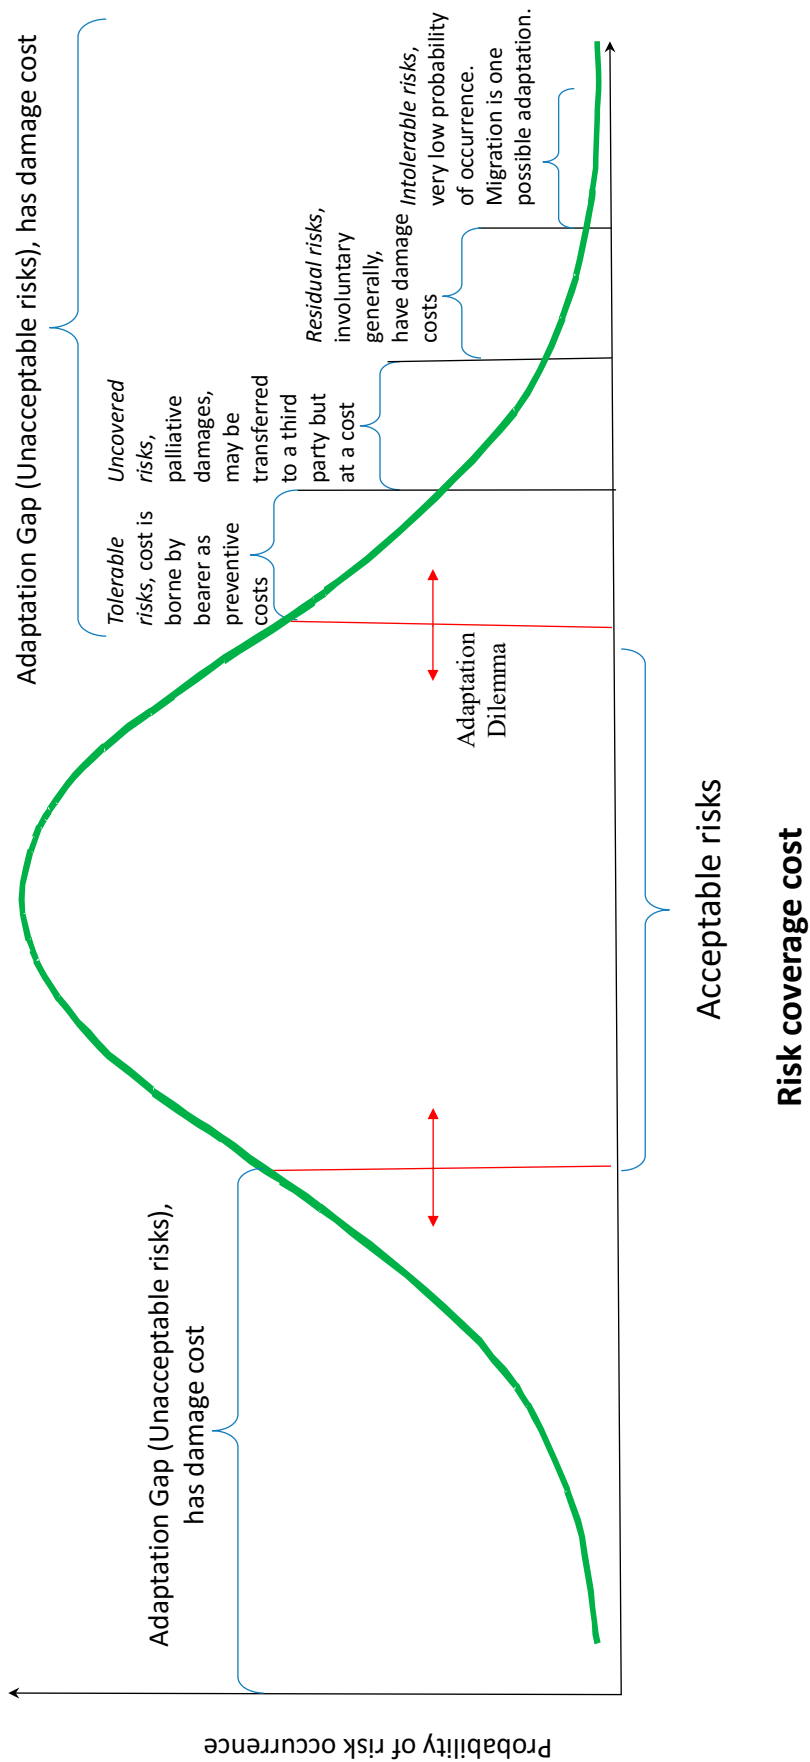 Adaptation Gap (Unacceptable risks), has damage cost
Adaptation Gap (Unacceptable risks),
has damage cost
Tolerable
risks, cost is
borne by
bearer as
preventive
costs
Uncovered
risks,
palliative
damages,
may be
transferred
to a third
party but
at a cost
Residual risks,
involuntary
generally,
have damage
costs
Intolerable risks,
very low probability
of occurrence.
Migration is one
possible adaptation.
Adaptation
Dilemma
Acceptable risks
Risk coverage cost
Probability of risk occurrence